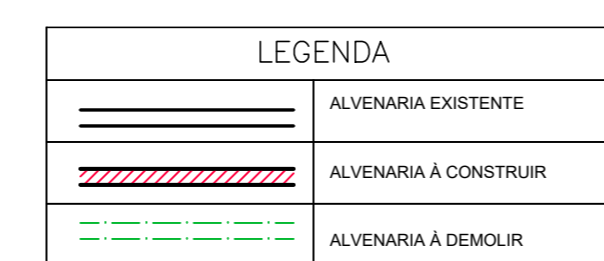 LEGENDA
ALVENARIA EXISTENTE
ALVENARIA À CONSTRUIR
ALVENARIA À DEMOLIR